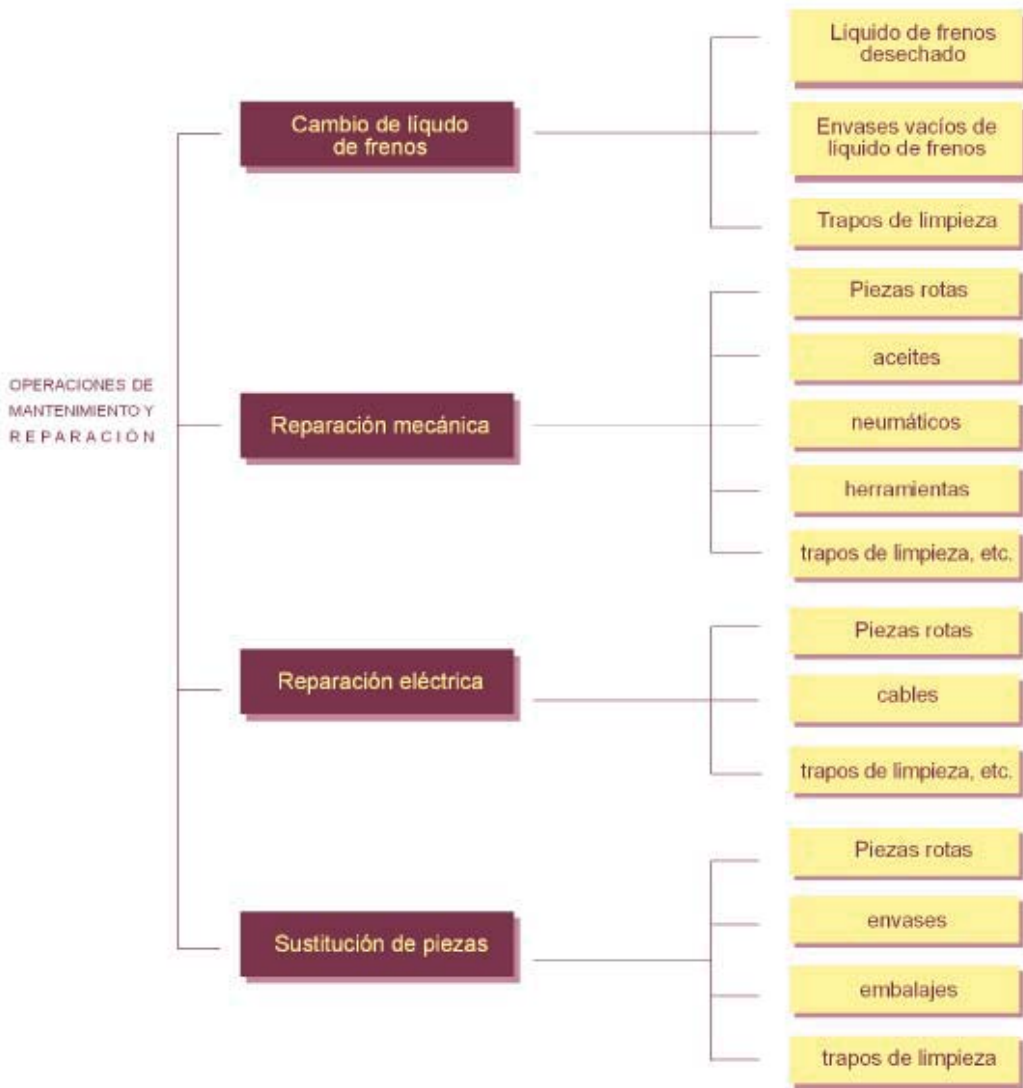 OPERACIONES DE
MANTENIMIENTO Y
REPARACIÓN
Cambio de líqudo
de frenos
Líquido de frenos
desechado
Envases vacíos de
líquido de frenos
Trapos de limpieza
Reparación mecánica
Piezas rotas
aceites
neumáticos
herramientas
trapos de limpieza, etc.
Reparación eléctrica
Piezas rotas
cables
trapos de limpieza, etc.
Sustitución de piezas
Piezas rotas
envases
embalajes
trapos de limpieza